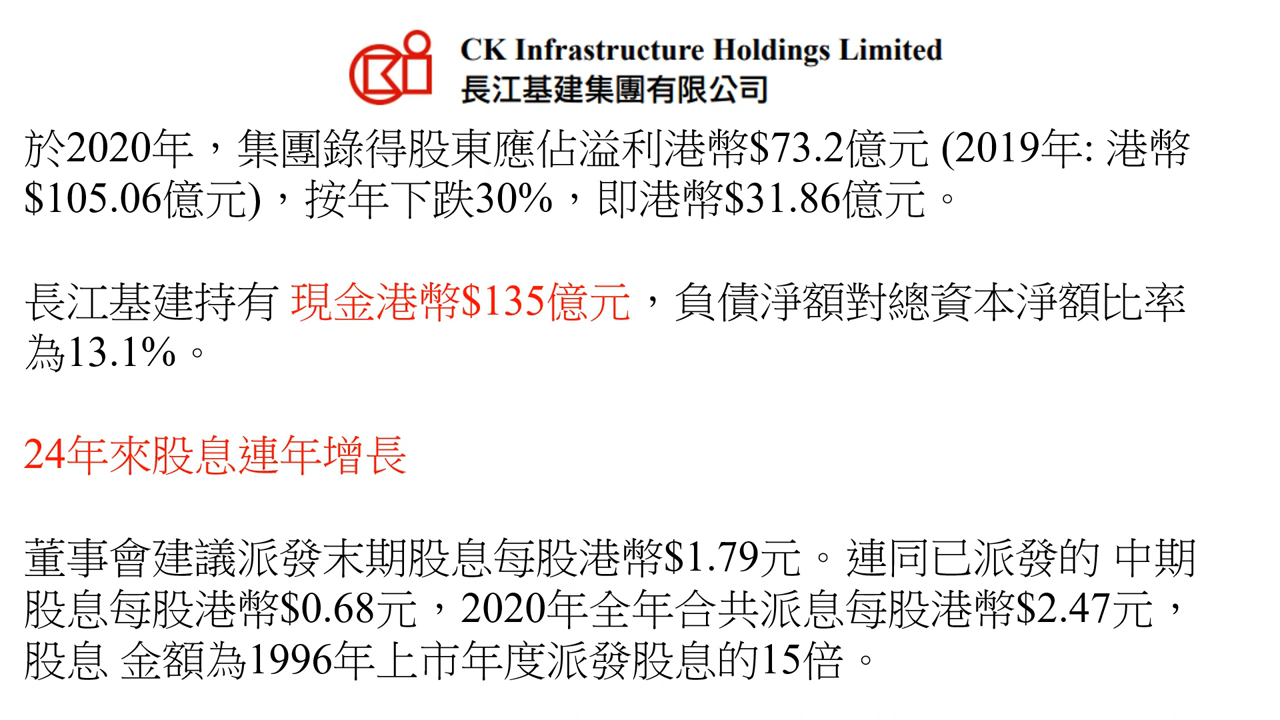 CK Infrastructure Holdings Limited
長江基建集團有限公司
於2020年，集團錄得股東應佔溢利港幣$73.2億元 (2019年: 港幣
$105.06億元)，按年下跌30%，即港幣$31.86億元。
長江基建持有 現金港幣$135億元，負債淨額對總資本淨額比率
為13.1%。
24年來股息連年增長
董事會建議派發末期股息每股港幣$1.79元。連同已派發的 中期
股息每股港幣$0.68元，2020年全年合共派息每股港幣$2.47元，
股息 金額為1996年上市年度派發股息的15倍。